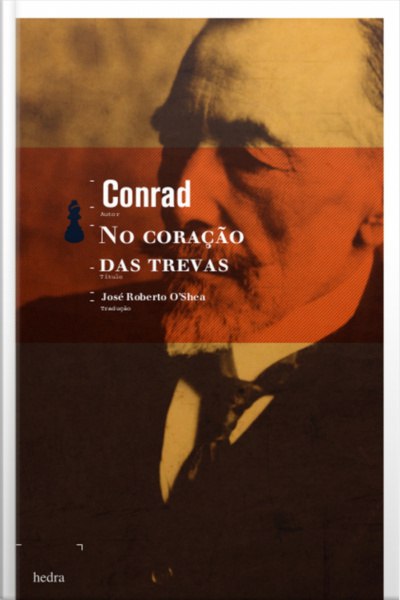 Conrad
Autor
No coração
das trevas
Título
José Roberto O'Shea
Tradução
hedra